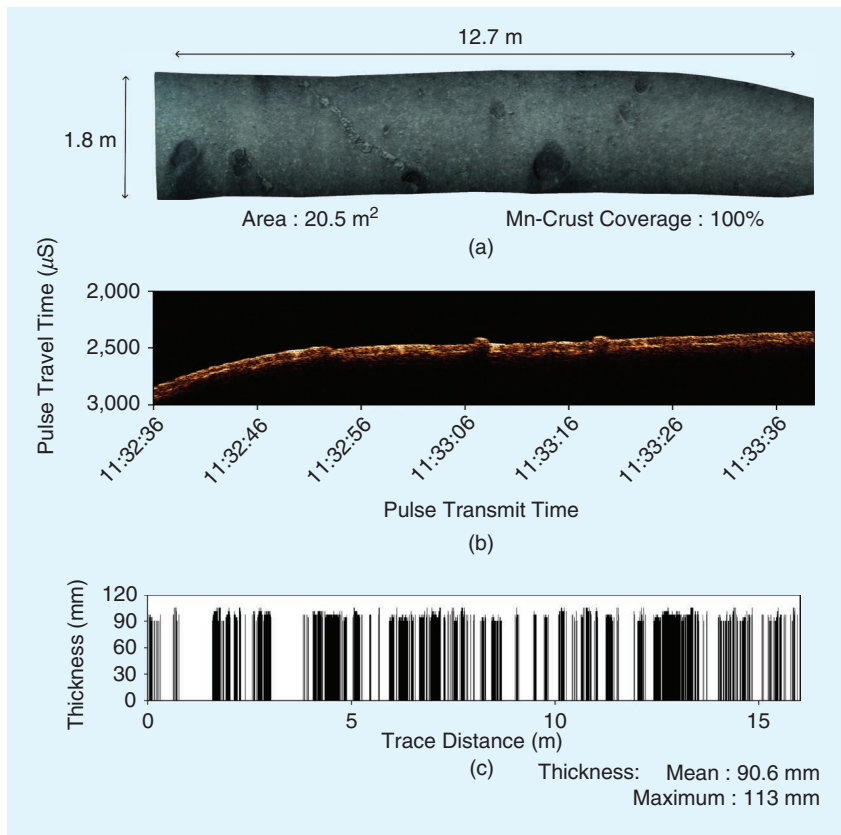 12.7 m
1.8 m
Area : 20.5 m²
Mn-Crust Coverage : 100%
(a)
Pulse Travel Time (µS)
2,000
2,500
3,000
11:32:36
11:32:46
11:32:56
11:33:06
11:33:16
11:33:26
11:33:36
Pulse Transmit Time
(b)
Thickness (mm)
120
90
60
30
0
0
5
10
15
Trace Distance (m)
(c)
Thickness: Mean : 90.6 mm
Maximum : 113 mm